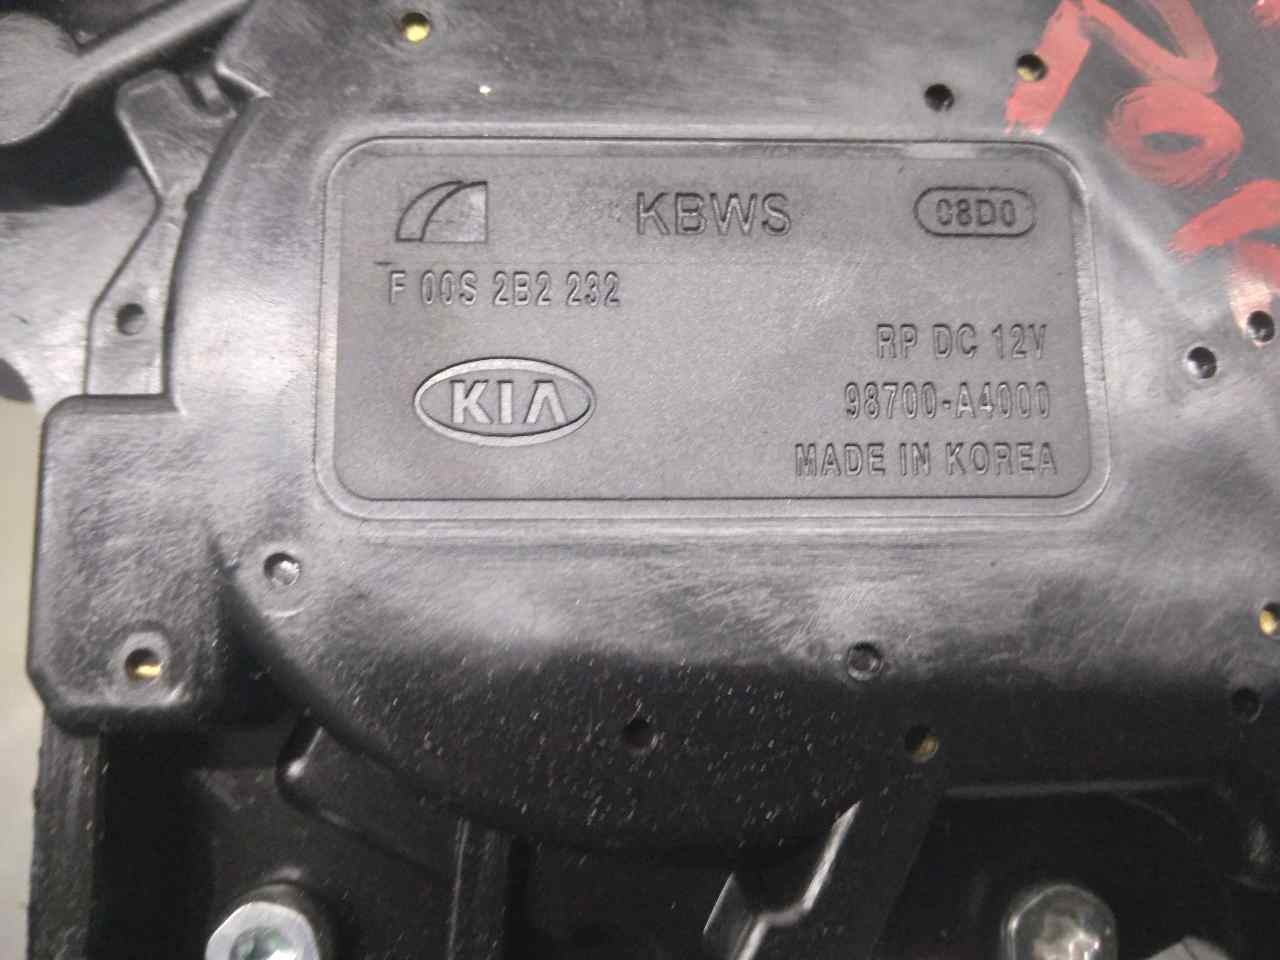 KBWS 08D0
F 00S 2B2 232
RP DC 12V
KIA 98700-A4000
MADE IN KOREA